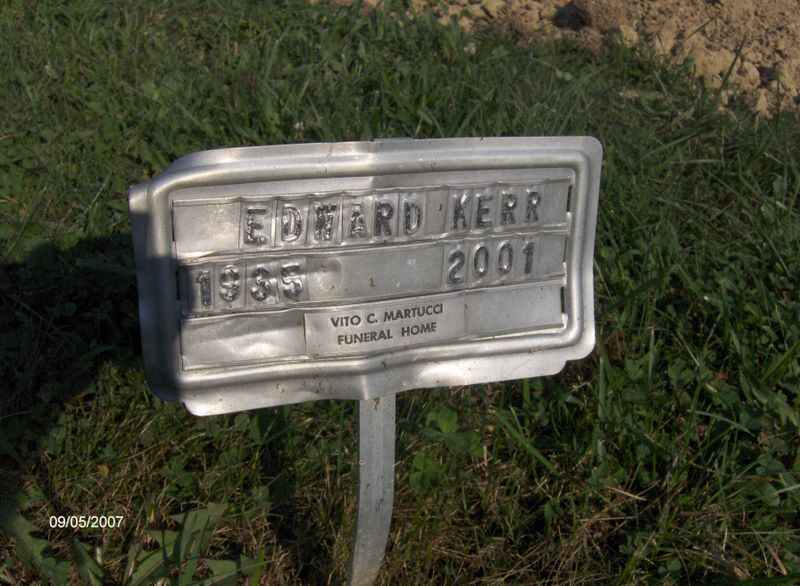 EDWARD KERR
1935 2001
VITO C. MARTUCCI
FUNERAL HOME
09/05/2007